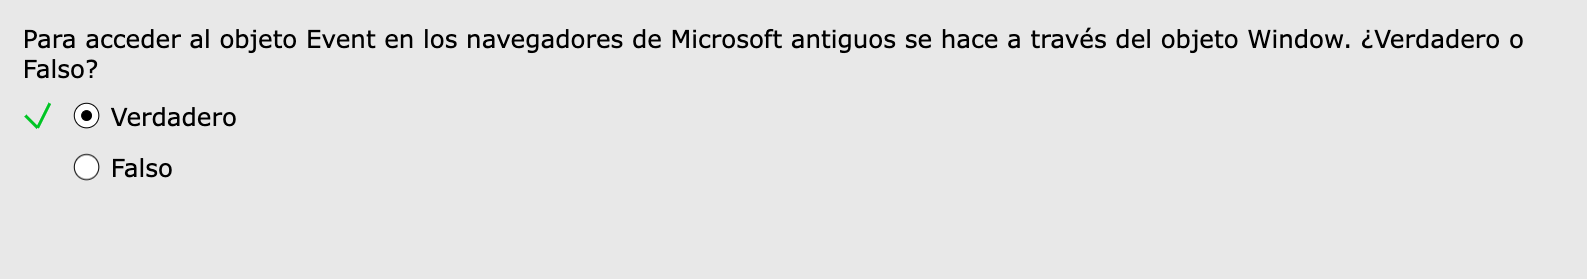 Para acceder al objeto Event en los navegadores de Microsoft antiguos se hace a través del objeto Window. ¿Verdadero o
Falso?
Verdadero
Falso